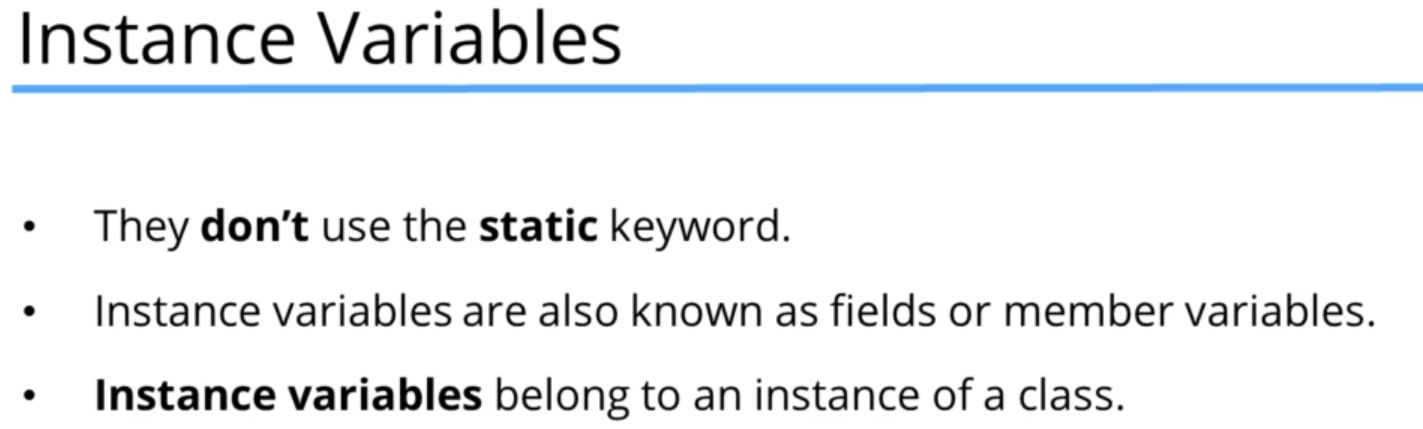 Instance Variables
• They don’t use the static keyword.
• Instance variables are also known as fields or member variables.
• Instance variables belong to an instance of a class.